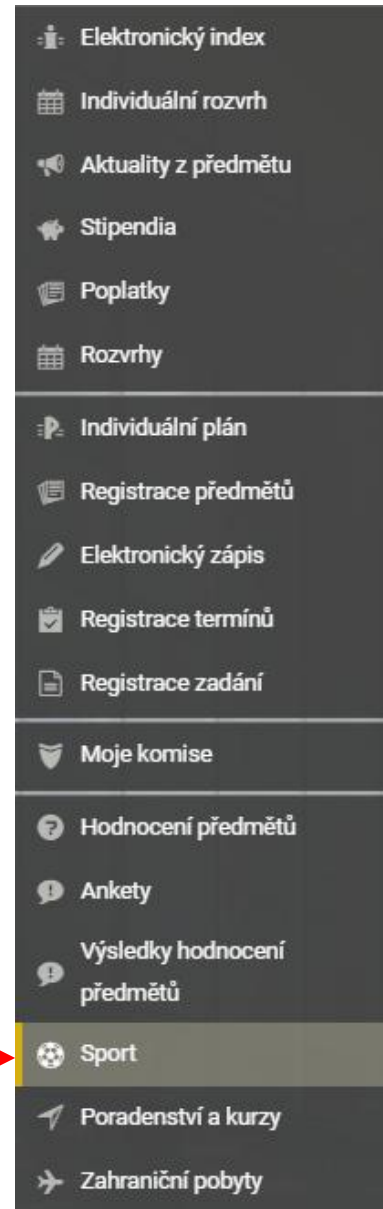 Elektronický index
Individuální rozvrh
Aktuality z předmětu
Stipendia
Poplatky
Rozvrhy
Individuální plán
Registrace předmětů
Elektronický zápis
Registrace termínů
Registrace zadání
Moje komise
Hodnocení předmětů
Ankety
Výsledky hodnocení
předmětů
Sport
Poradenství a kurzy
Zahraniční pobyty